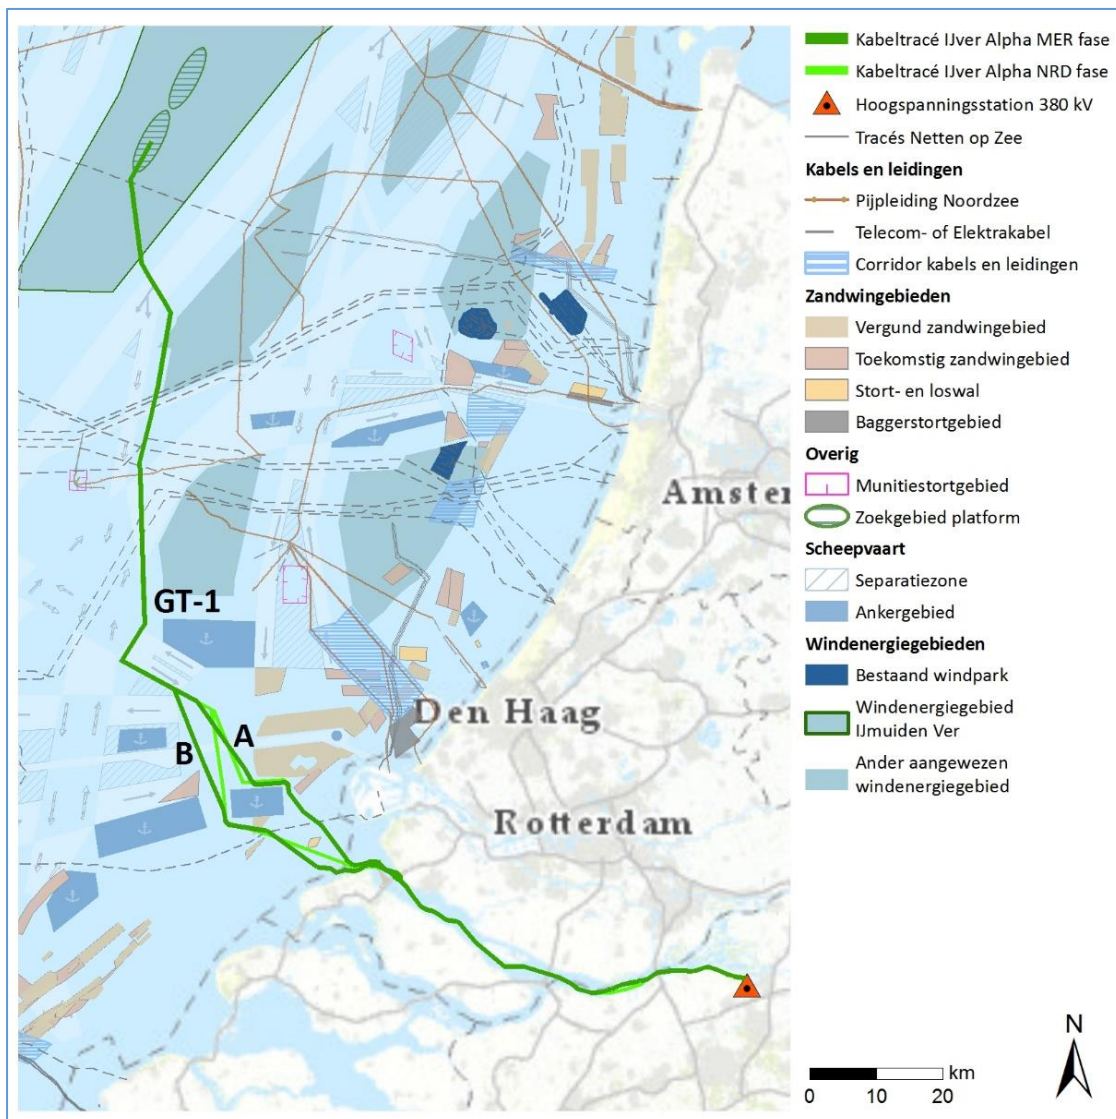 GT-1
A
B
Amster
Den Haag
Rotterdam
Kabeltracé IJver Alpha MER fase
Kabeltracé IJver Alpha NRD fase
Hoogspanningsstation 380 kV
Tracés Netten op Zee
Kabels en leidingen
Pijpleiding Noordzee
Telecom- of Elektrakabel
Corridor kabels en leidingen
Zandwingebieden
Vergund zandwingebied
Toekomstig zandwingebied
Stort- en loswal
Baggerstortgebied
Overig
Munitiestortgebied
Zoekgebied platform
Scheepvaart
Separatiezone
Ankergebied
Windenergiegebieden
Bestaand windpark
Windenergiegebied
IJmuiden Ver
Ander aangewezen
windenergiegebied
N
km
0 10 20